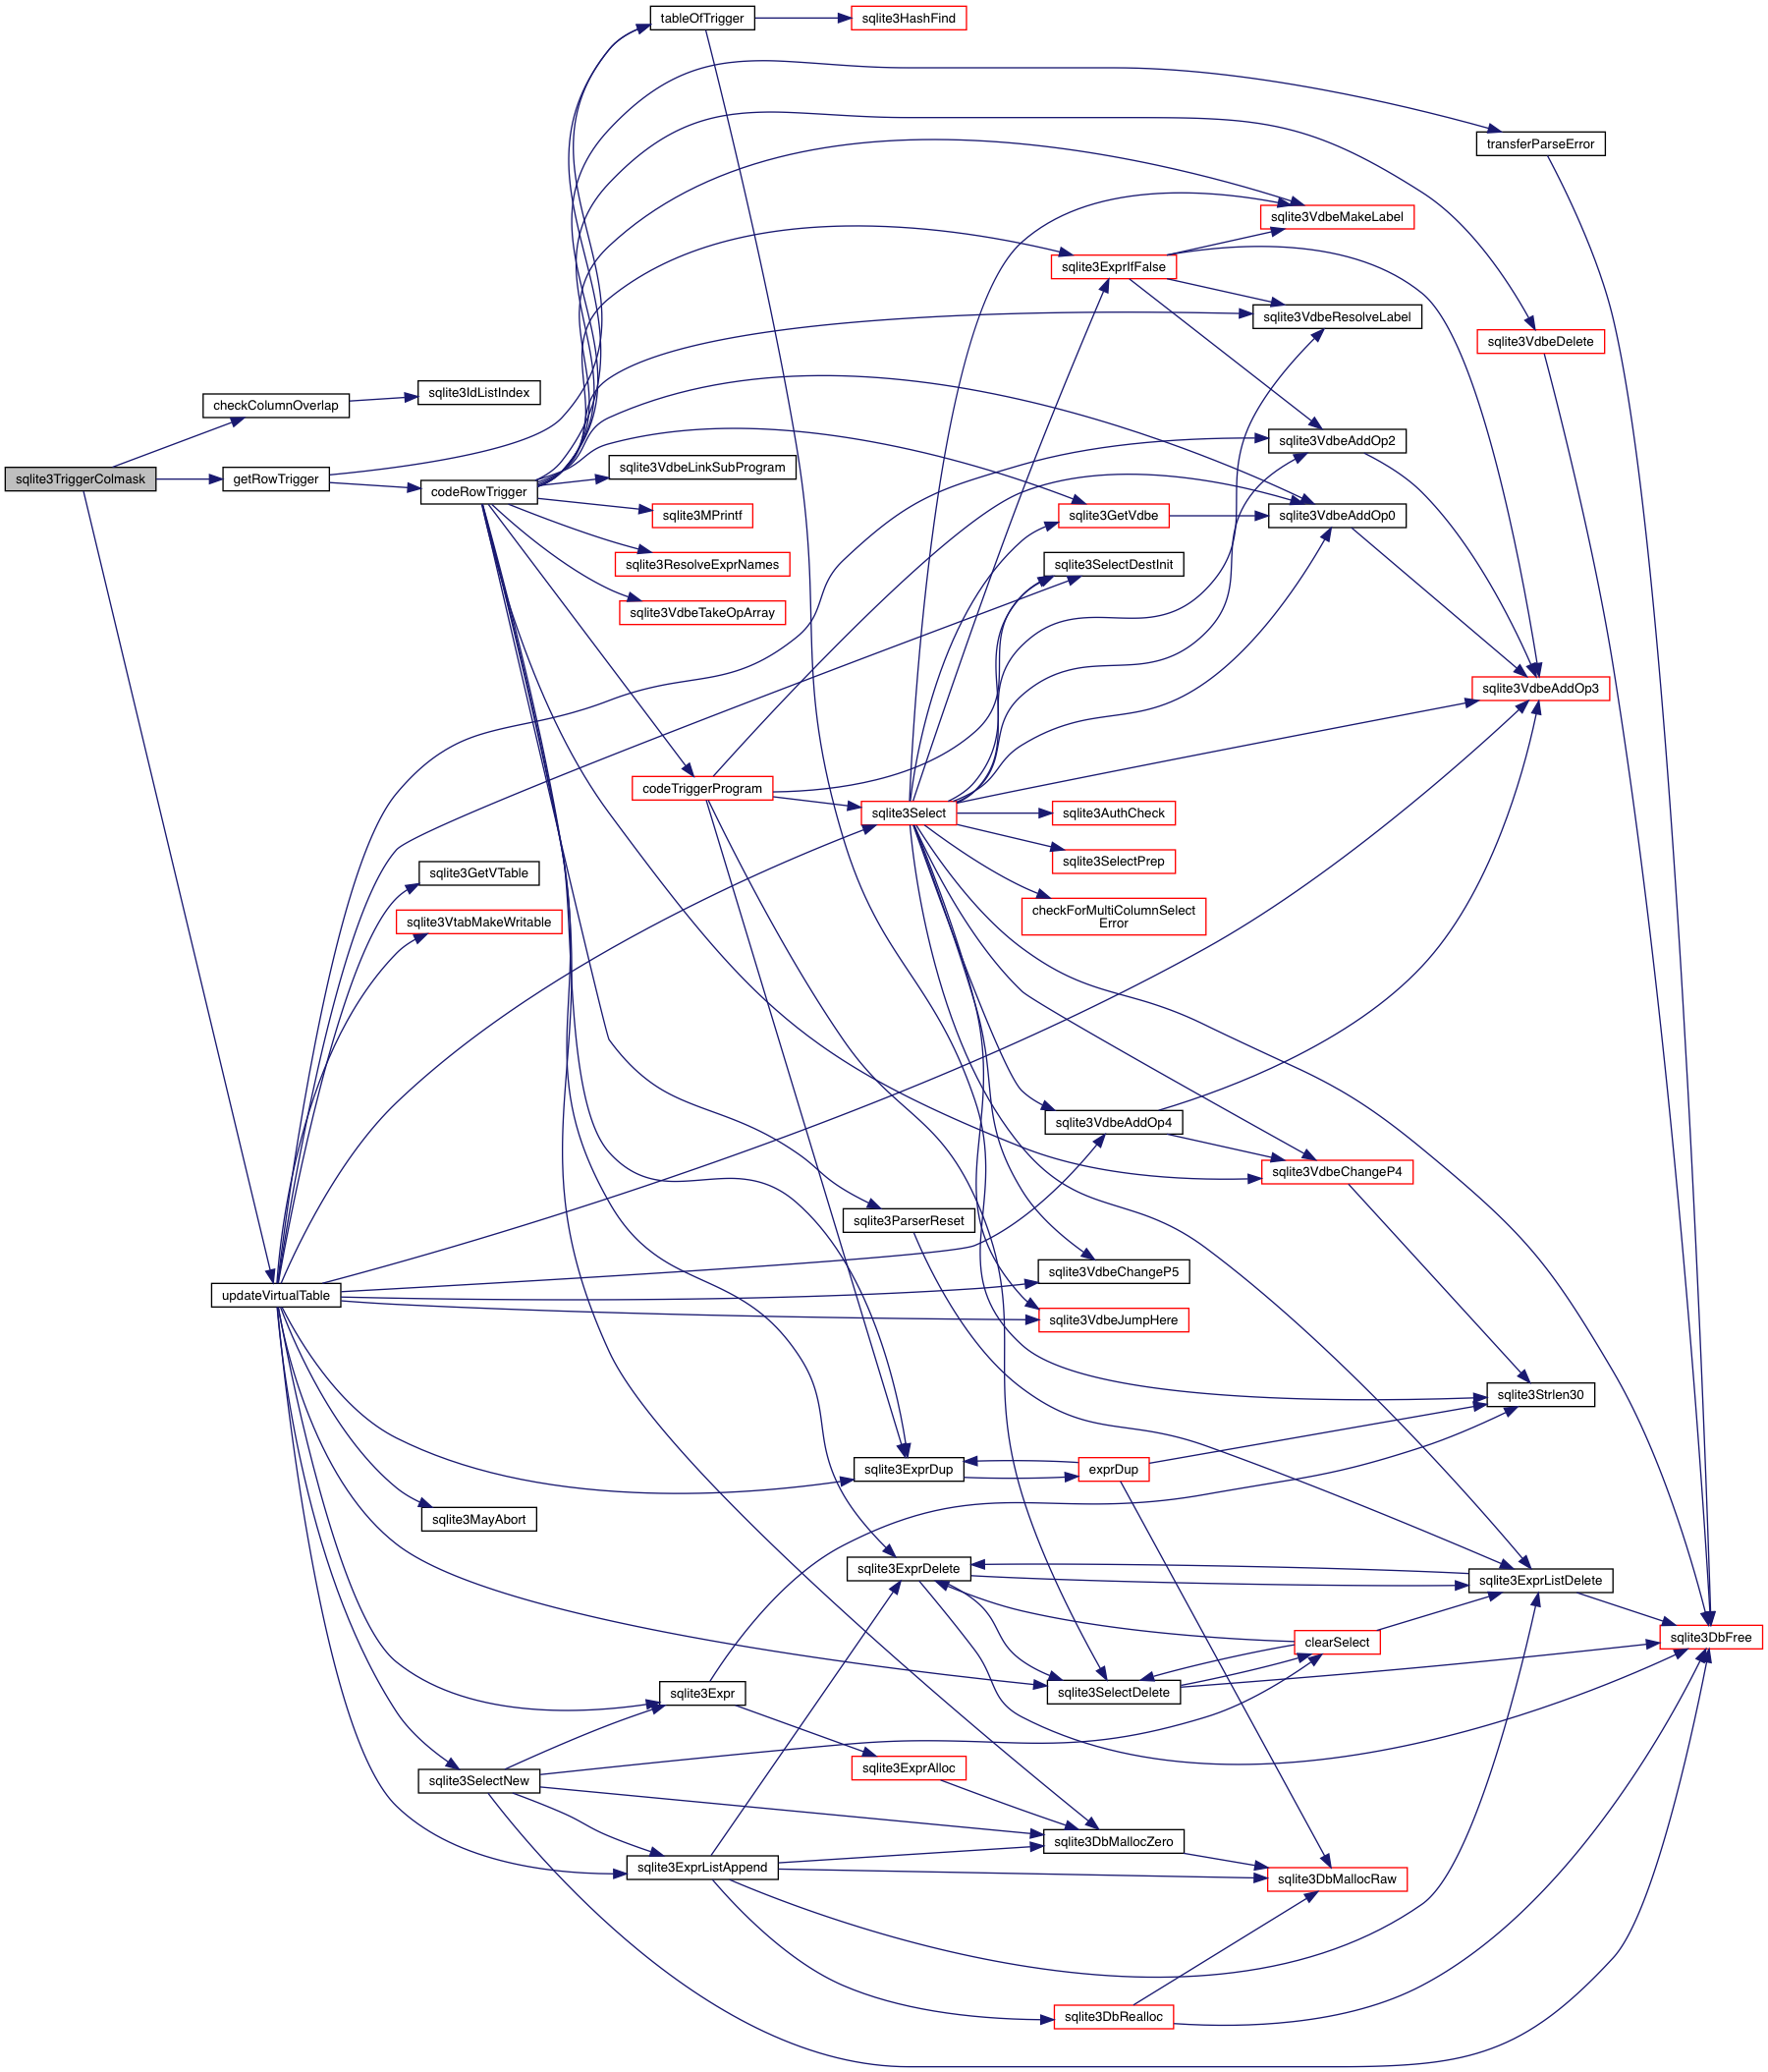 tableOfTrigger
sqlite3HashFind
transferParseError
sqlite3VdbeMakeLabel
sqlite3ExprIfFalse
sqlite3VdbeResolveLabel
sqlite3VdbeDelete
sqlite3IdListIndex
checkColumnOverlap
sqlite3VdbeAddOp2
sqlite3VdbeLinkSubProgram
sqlite3TriggerColmask
getRowTrigger
codeRowTrigger
sqlite3MPrintf
sqlite3GetVdbe
sqlite3VdbeAddOp0
sqlite3ResolveExprNames
sqlite3SelectDestInit
sqlite3VdbeTakeOpArray
sqlite3VdbeAddOp3
codeTriggerProgram
sqlite3Select
sqlite3AuthCheck
sqlite3SelectPrep
sqlite3GetVTable
checkForMultiColumnSelect
Error
sqlite3VtabMakeWritable
sqlite3VdbeAddOp4
sqlite3VdbeChangeP4
sqlite3ParserReset
sqlite3VdbeChangeP5
updateVirtualTable
sqlite3VdbeJumpHere
sqlite3Strlen30
sqlite3ExprDup
exprDup
sqlite3MayAbort
sqlite3ExprDelete
sqlite3ExprListDelete
clearSelect
sqlite3DbFree
sqlite3Expr
sqlite3SelectDelete
sqlite3ExprAlloc
sqlite3SelectNew
sqlite3DbMallocZero
sqlite3ExprListAppend
sqlite3DbMallocRaw
sqlite3DbRealloc